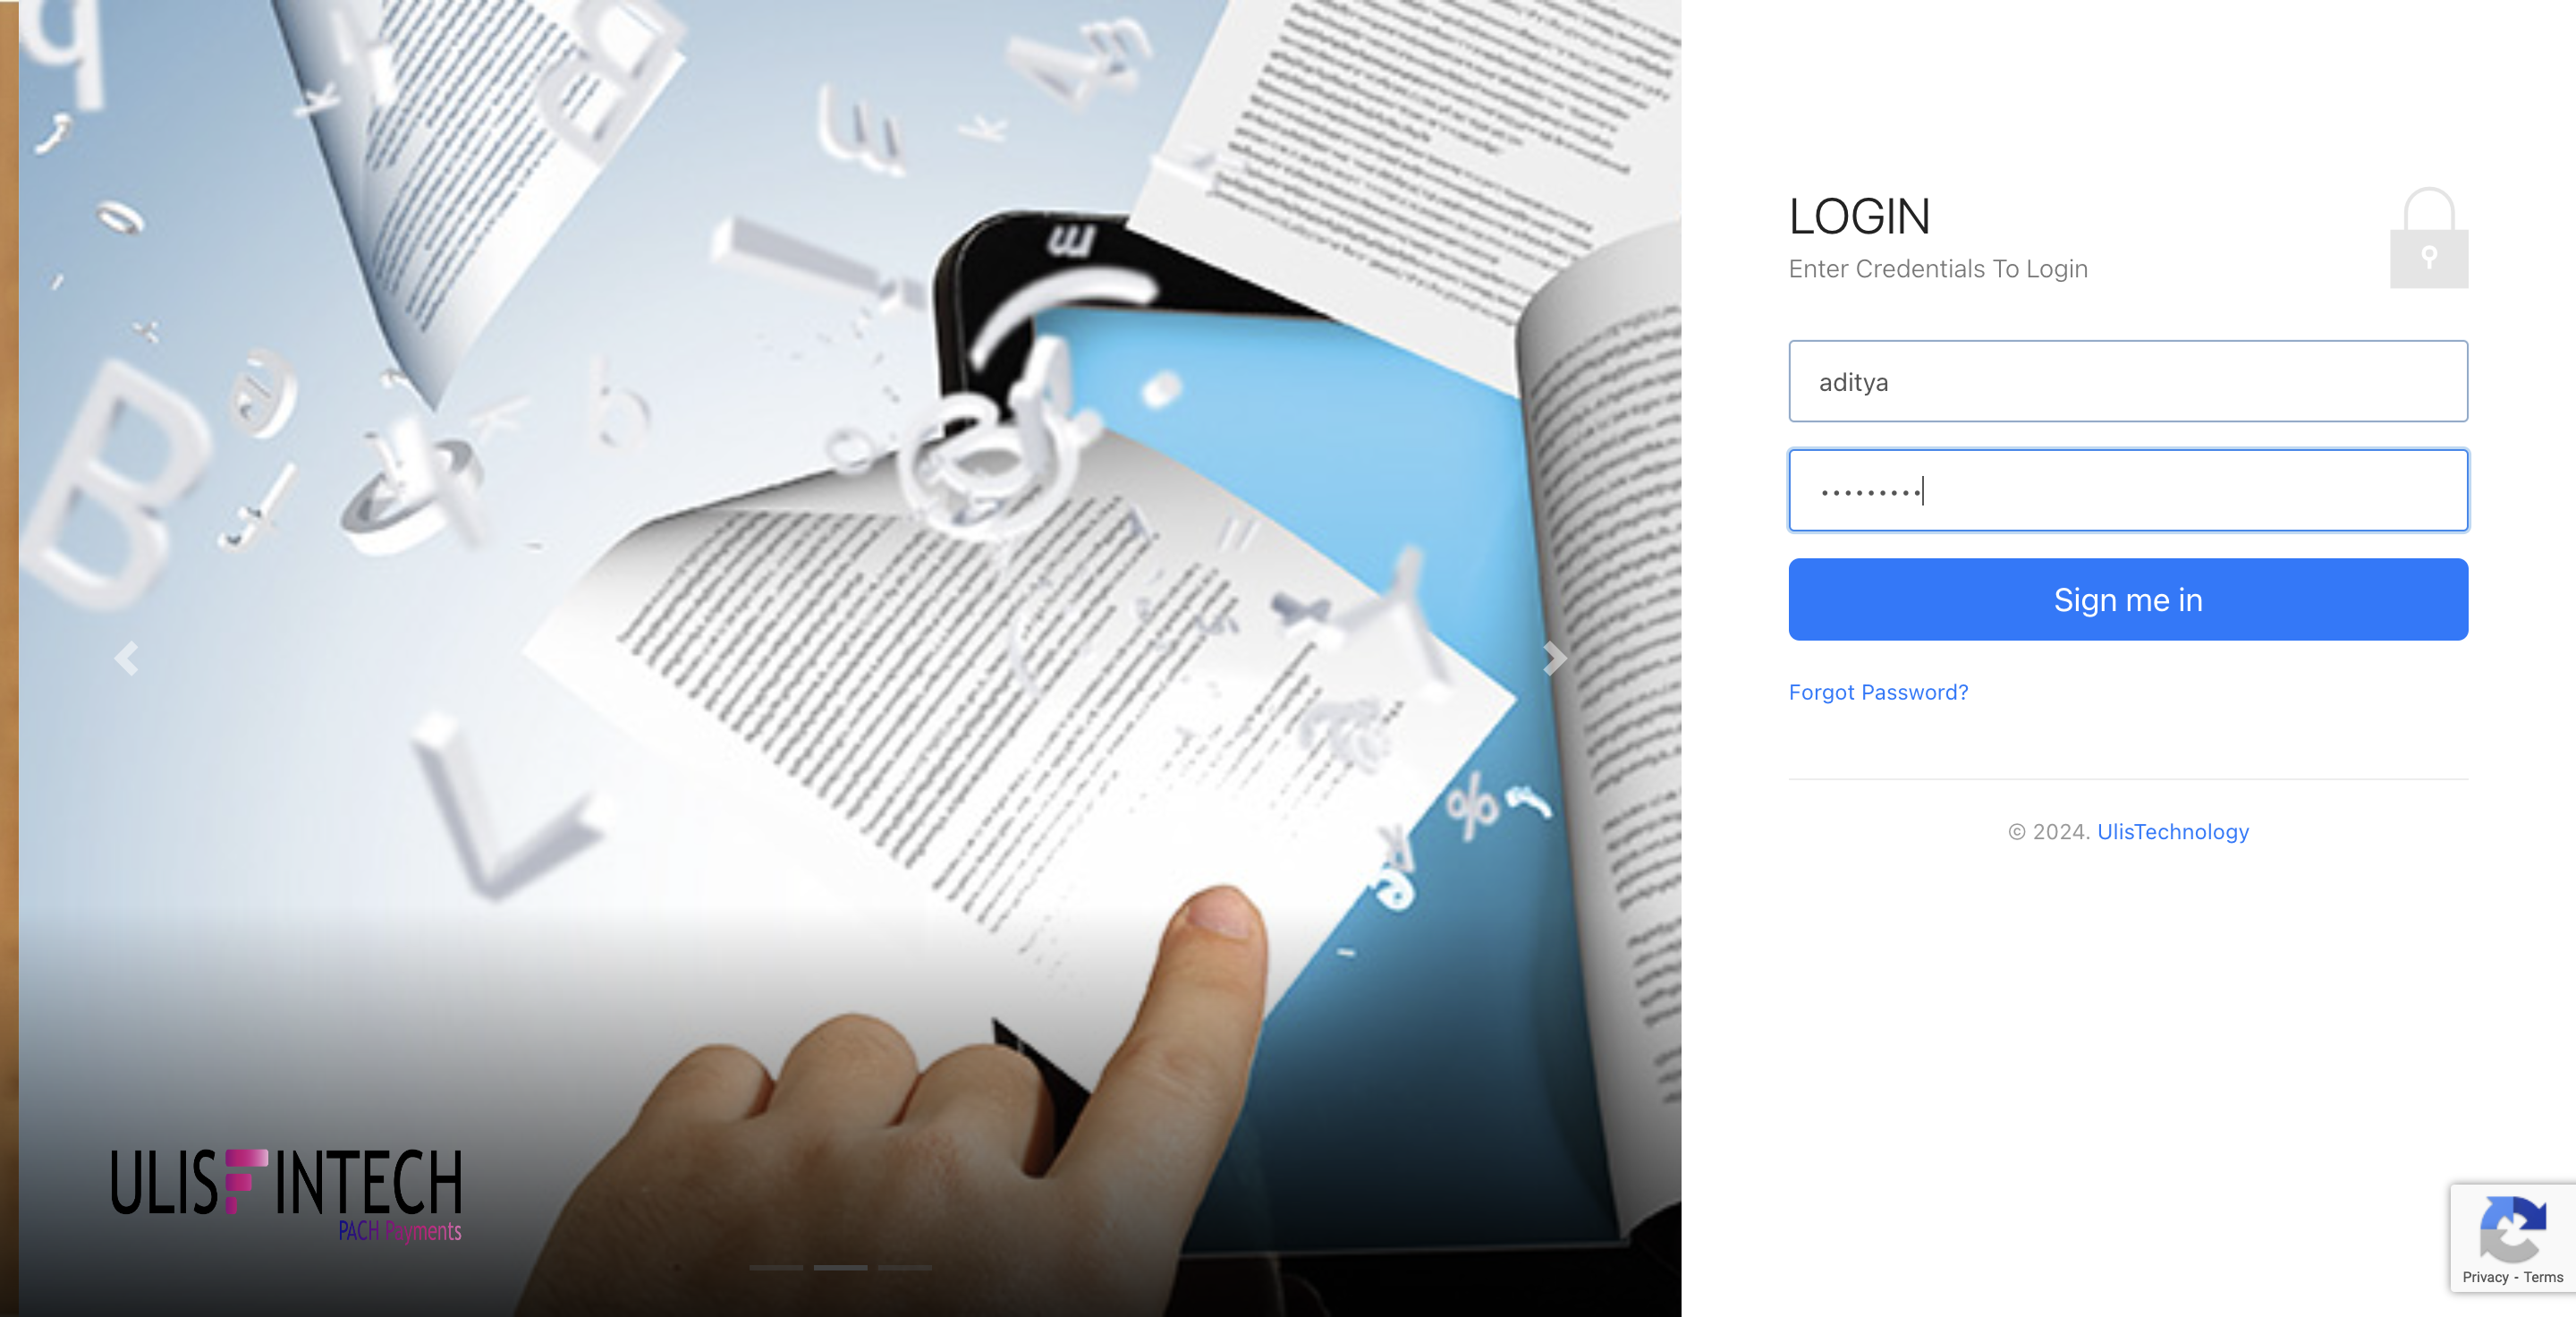 LOGIN
Enter Credentials To Login
aditya
•••••••••
Sign me in
Forgot Password?
© 2024. UlisTechnology
ULISFINTECH
PACH Payments
Privacy - Terms